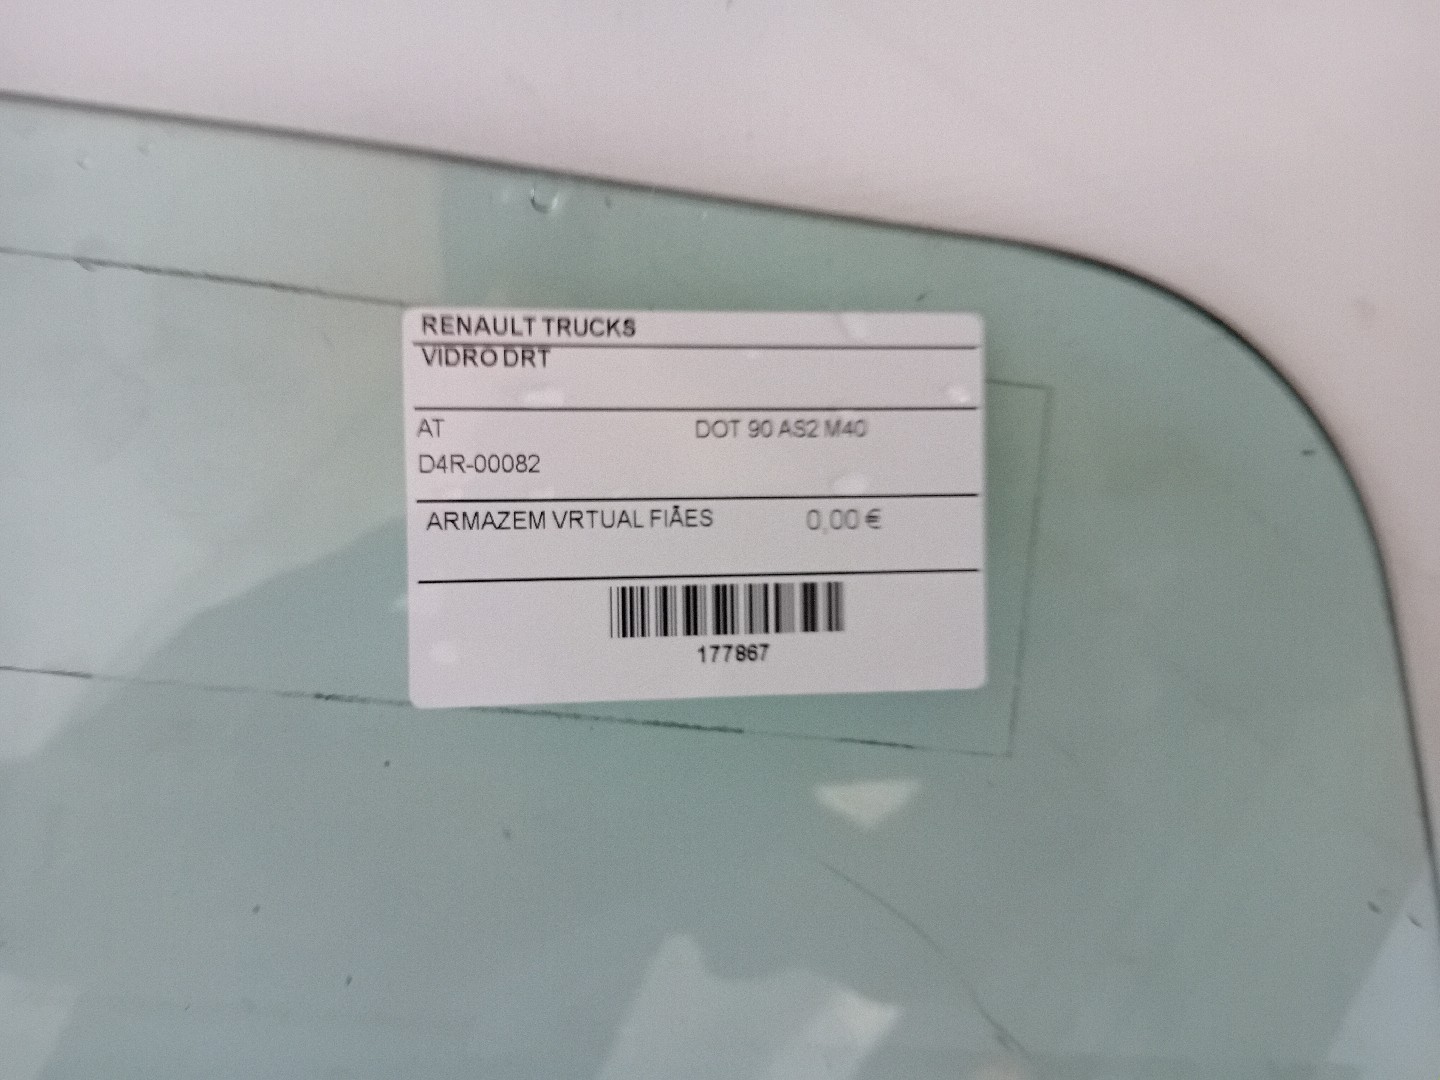 RENAULT TRUCKS
VIDRO DRT
AT DOT 90 AS2 M40
D4R-00082
ARMAZEM VRTUAL FIÃES 0,00 €
177867